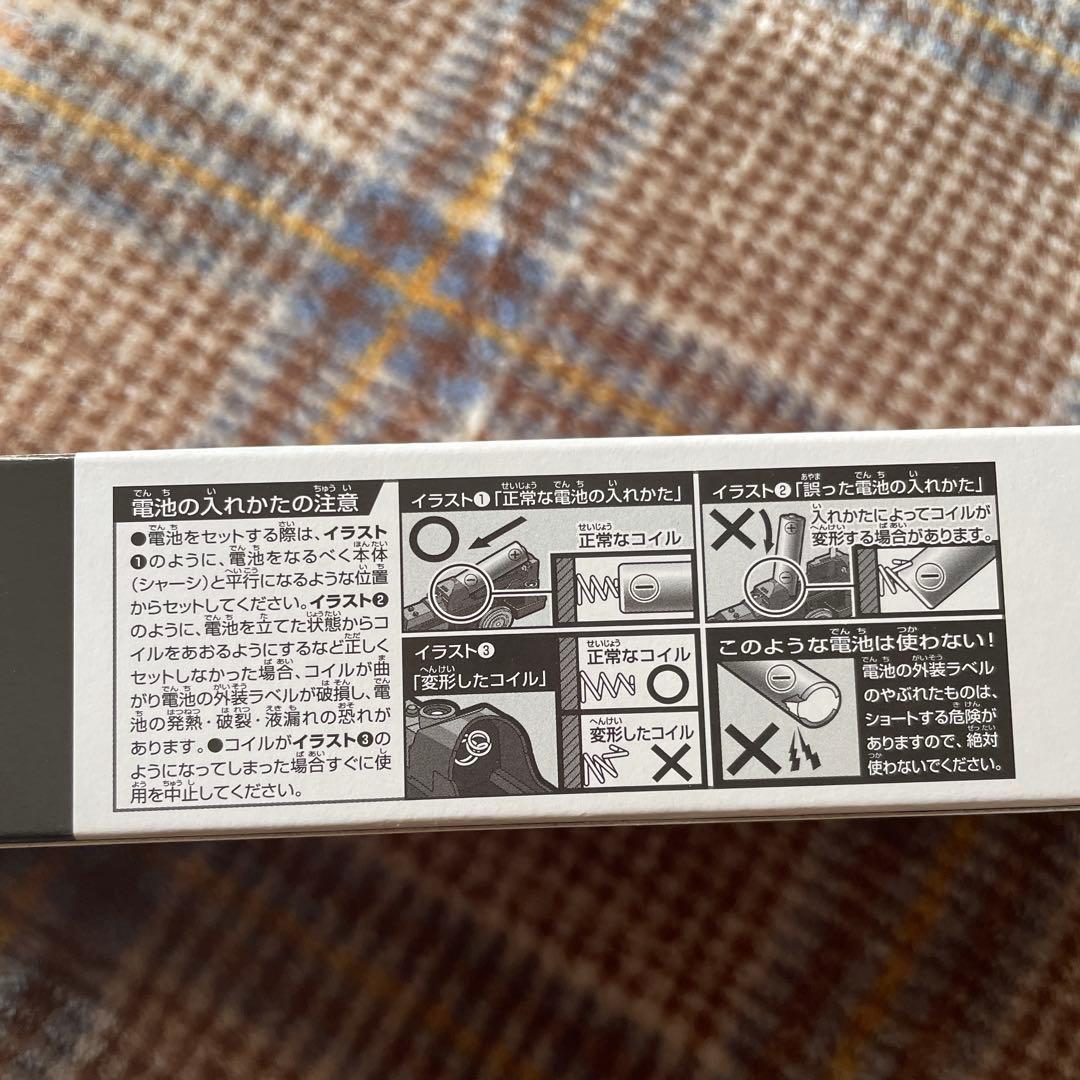 電池の入れかたの注意
●電池をセットする際は、イラスト
❶のように、電池をなるべく本体
(シャーシ)と平行になるような位置
からセットしてください。イラスト❷
のように、電池を立てた状態からコ
イルをあおるようにするなど正しく
セットしなかった場合、コイルが曲
がり電池の外装ラベルが破損し、電
池の発熱・破裂・液漏れの恐れが
あります。●コイルがイラスト❸の
ようになってしまった場合すぐに使
用を中止してください。
イラスト❶「正常な電池の入れかた」
正常なコイル
イラスト❷「誤った電池の入れかた」
入れかたによってコイルが
変形する場合があります。
イラスト❸
「変形したコイル」
正常なコイル
変形したコイル
このような電池は使わない!
電池の外装ラベル
のやぶれたものは、
ショートする危険が
ありますので、絶対
使わないでください。